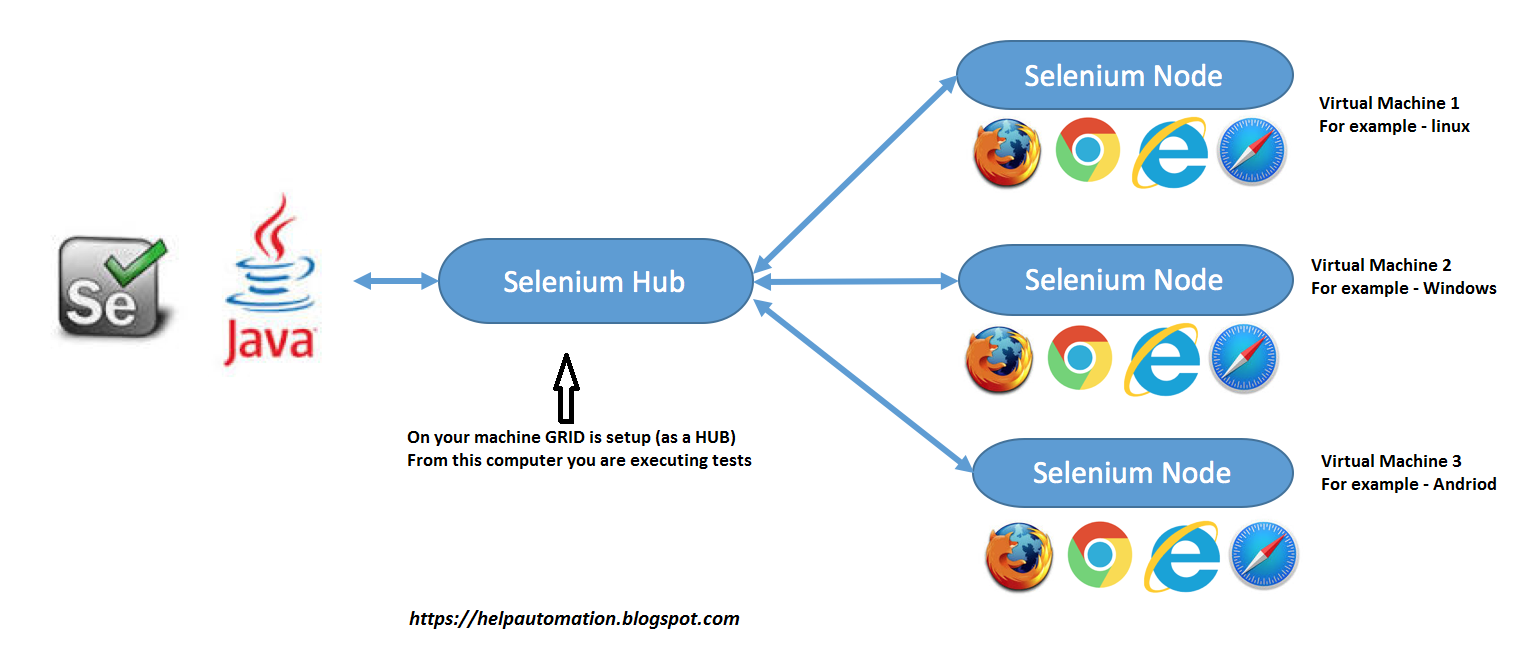 Selenium Node
Virtual Machine 1
For example - linux
Se
Java
Selenium Hub
Selenium Node
Virtual Machine 2
For example - Windows
On your machine GRID is setup (as a HUB)
From this computer you are executing tests
Selenium Node
Virtual Machine 3
For example - Andriod
https://helpautomation.blogspot.com